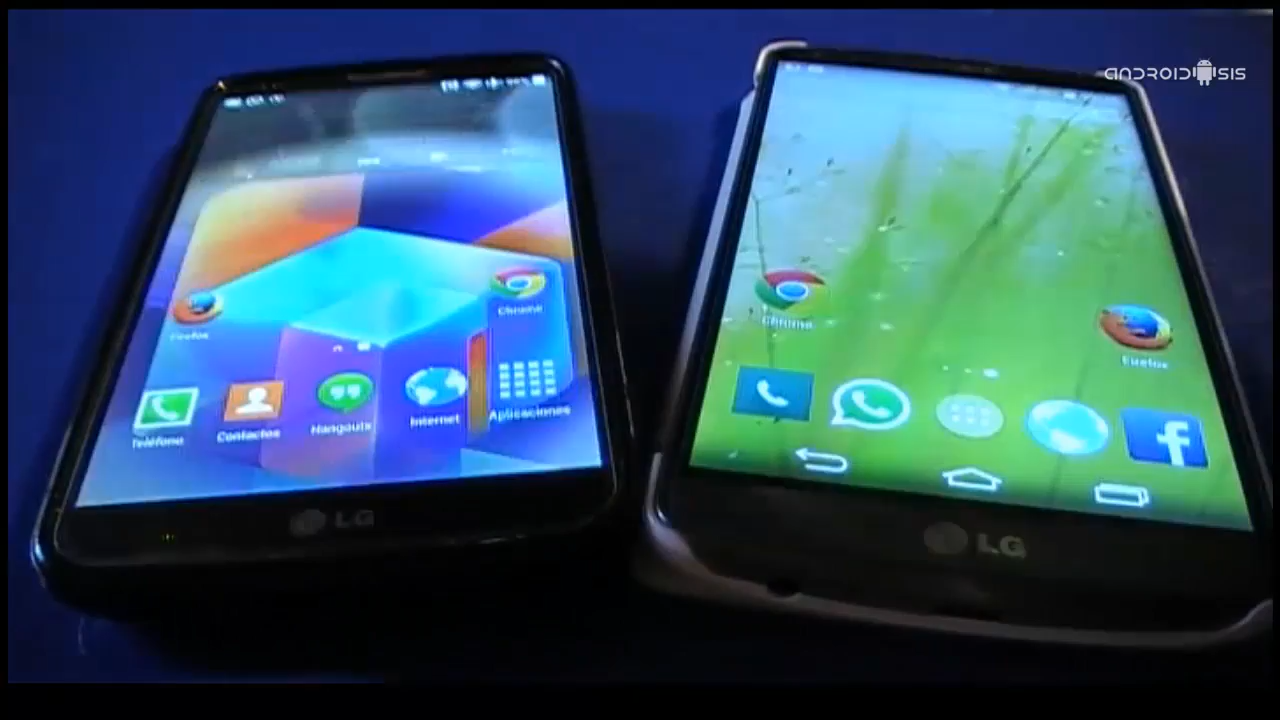 ANDROIDSIS
Chrome
Firefox
Teléfono
Contactos
Hangouts
Internet
Aplicaciones
LG
Chrome
Firefox
LG